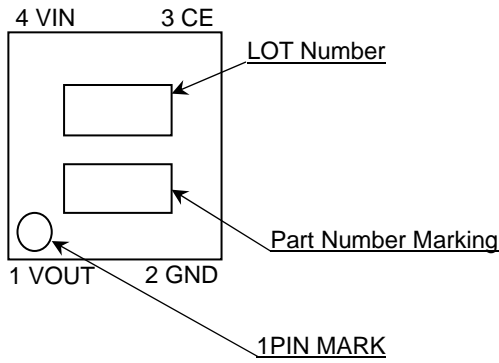 4 VIN 3 CE
LOT Number
Part Number Marking
1 VOUT 2 GND
1PIN MARK